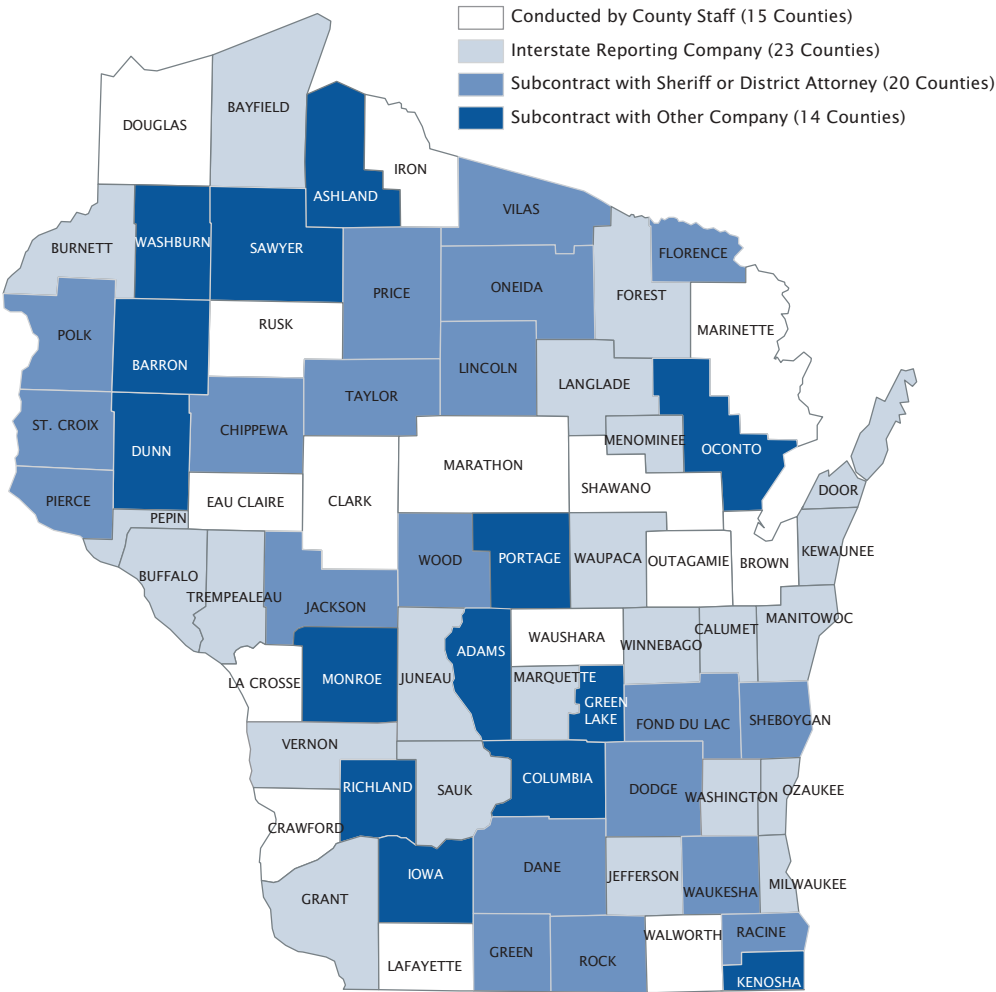 Conducted by County Staff (15 Counties)
Interstate Reporting Company (23 Counties)
Subcontract with Sheriff or District Attorney (20 Counties)
Subcontract with Other Company (14 Counties)
BAYFIELD
DOUGLAS
IRON
ASHLAND
VILAS
BURNETT
WASHBURN
SAWYER
FLORENCE
PRICE
ONEIDA
FOREST
RUSK
MARINETTE
POLK
BARRON
LINCOLN
LANGLADE
TAYLOR
ST. CROIX
CHIPPEWA
MENOMINEE
DUNN
OCONTO
MARATHON
SHAWANO
DOOR
PIERCE
EAU CLAIRE
CLARK
PEPIN
KEWAUNEE
WOOD
PORTAGE
WAUPACA
OUTAGAMIE
BROWN
BUFFALO
TREMPEALEAU
JACKSON
MANITOWOC
CALUMET
WAUSHARA
WINNEBAGO
ADAMS
LA CROSSE
MONROE
JUNEAU
MARQUETTE
GREEN
LAKE
FOND DU LAC
SHEBOYGAN
VERNON
COLUMBIA
RICHLAND
SAUK
DODGE
WASHINGTON
OZAUKEE
CRAWFORD
IOWA
DANE
JEFFERSON
WAUKESHA
MILWAUKEE
GRANT
WALWORTH
RACINE
LAFAYETTE
GREEN
ROCK
KENOSHA